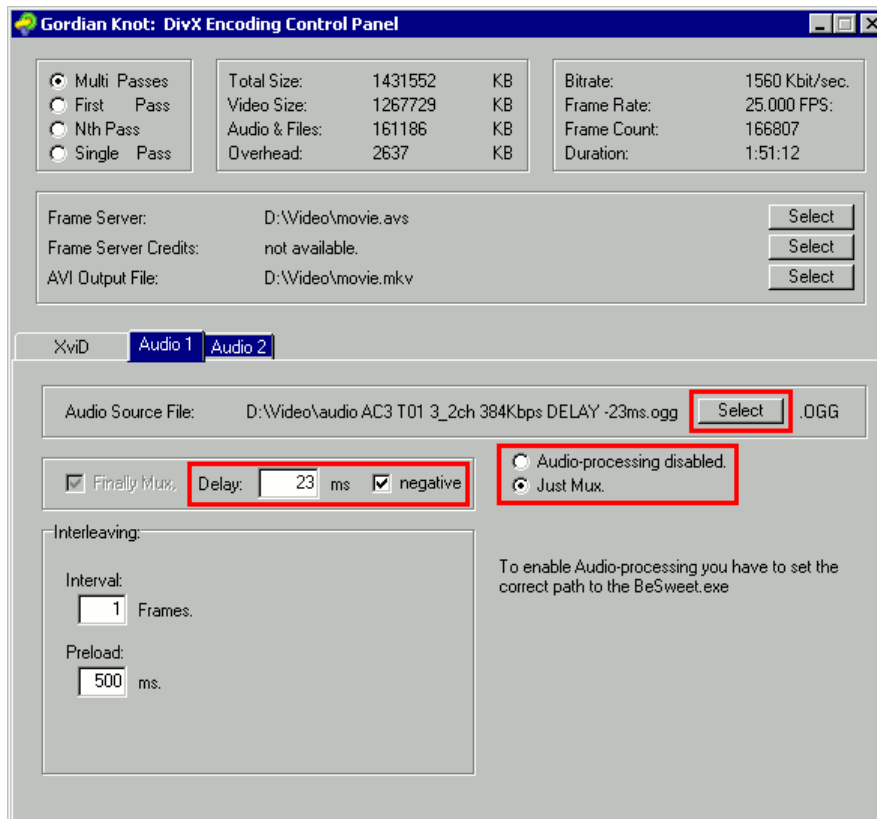 Gordian Knot: DivX Encoding Control Panel
Multi Passes
First Pass
Nth Pass
Single Pass
Total Size: 1431552 KB
Video Size: 1267729 KB
Audio & Files: 161186 KB
Overhead: 2637 KB
Bitrate: 1560 Kbit/sec.
Frame Rate: 25.000 FPS:
Frame Count: 166807
Duration: 1:51:12
Frame Server: D:\Video\movie.avs Select
Frame Server Credits: not available. Select
AVI Output File: D:\Video\movie.mkv Select
XviD Audio 1 Audio 2
Audio Source File: D:\Video\audio AC3 T01 3_2ch 384Kbps DELAY -23ms.ogg Select .OGG
Finally Mux, Delay: 23 ms negative
Audio-processing disabled.
Just Mux.
Interleaving:
Interval:
1 Frames.
Preload:
500 ms.
To enable Audio-processing you have to set the
correct path to the BeSweet.exe